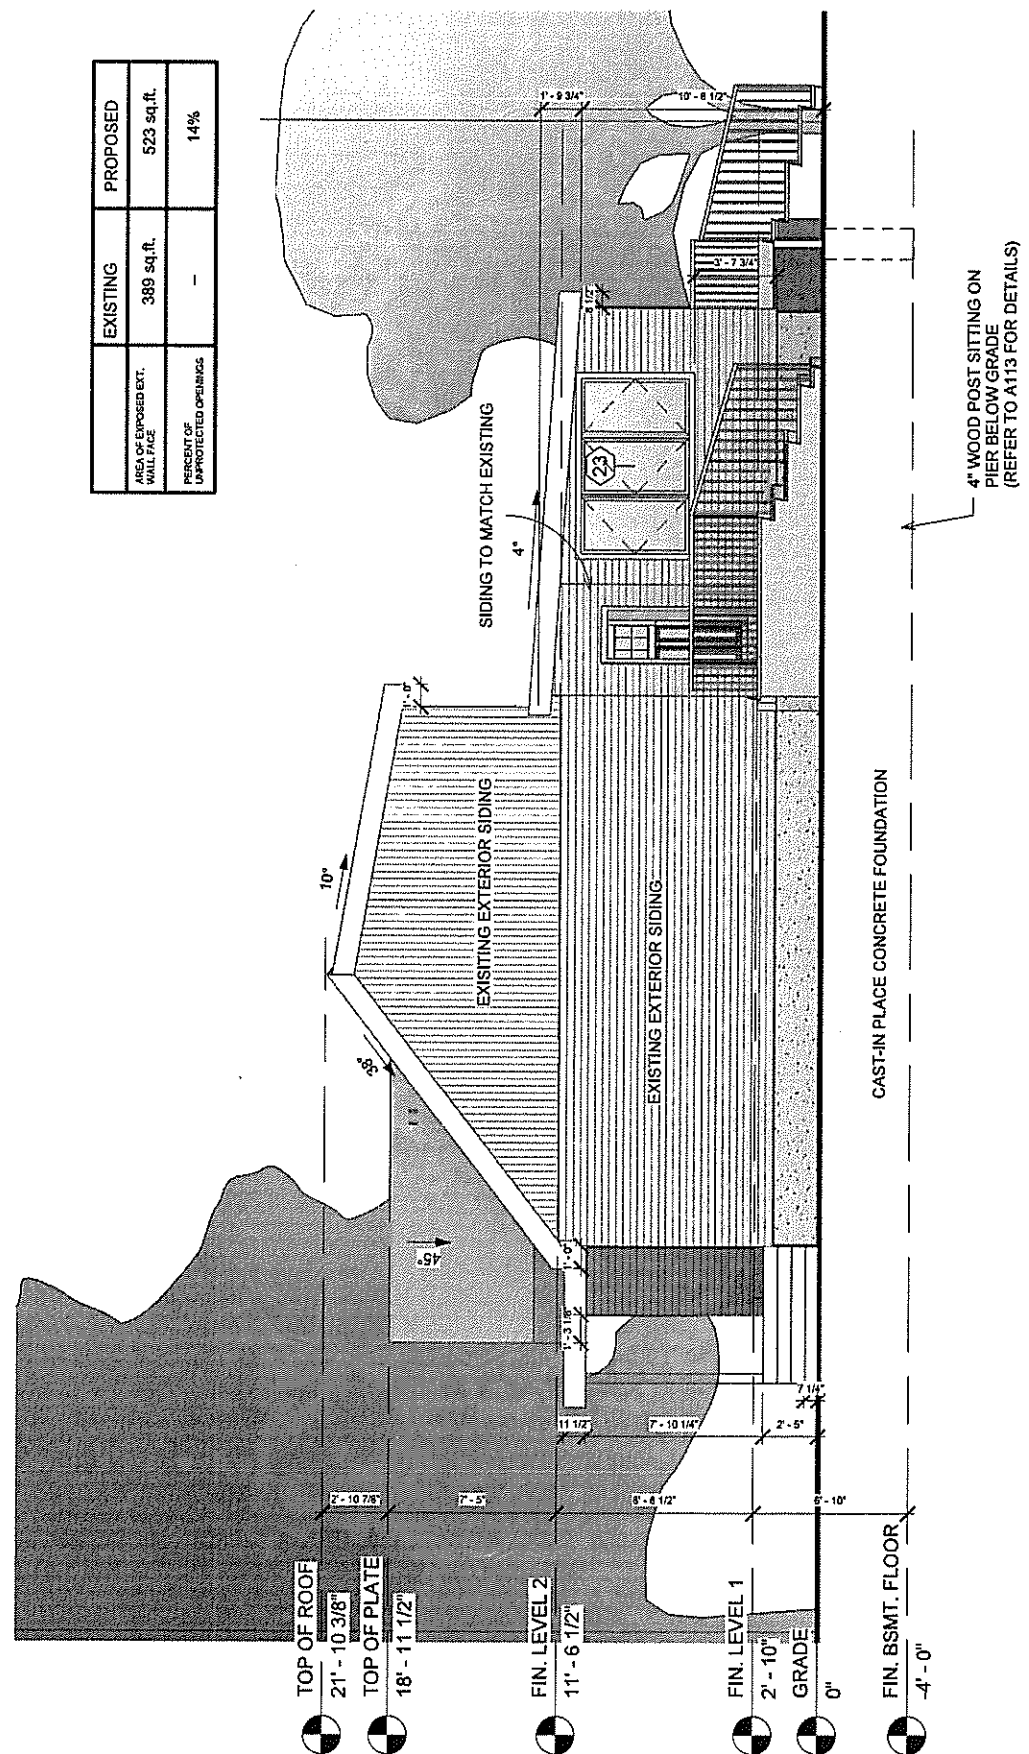 EXISTING PROPOSED
AREA OF EXPOSED EXT.
WALL FACE
389 sq.ft. 523 sq.ft.
PERCENT OF
UNPROTECTED OPENINGS
– 14%
TOP OF ROOF
21' - 10 3/8"
TOP OF PLATE
18' - 11 1/2"
FIN. LEVEL 2
11' - 6 1/2"
FIN. LEVEL 1
2' - 10"
GRADE
0"
FIN. BSMT. FLOOR
-4' - 0"
2' - 10 7/8"
7' - 5"
8' - 8 1/2"
6' - 10"
11 1/2"
7' - 10 1/4"
2' - 5"
7 1/4"
1' - 3 1/8"
1' - 0"
45°
38°
10°
1' - 0"
EXISITING EXTERIOR SIDING
EXISTING EXTERIOR SIDING
SIDING TO MATCH EXISTING
4°
23
8 1/2"
1' - 9 3/4"
10' - 8 1/2"
3' - 7 3/4"
CAST-IN PLACE CONCRETE FOUNDATION
4" WOOD POST SITTING ON
PIER BELOW GRADE
(REFER TO A113 FOR DETAILS)